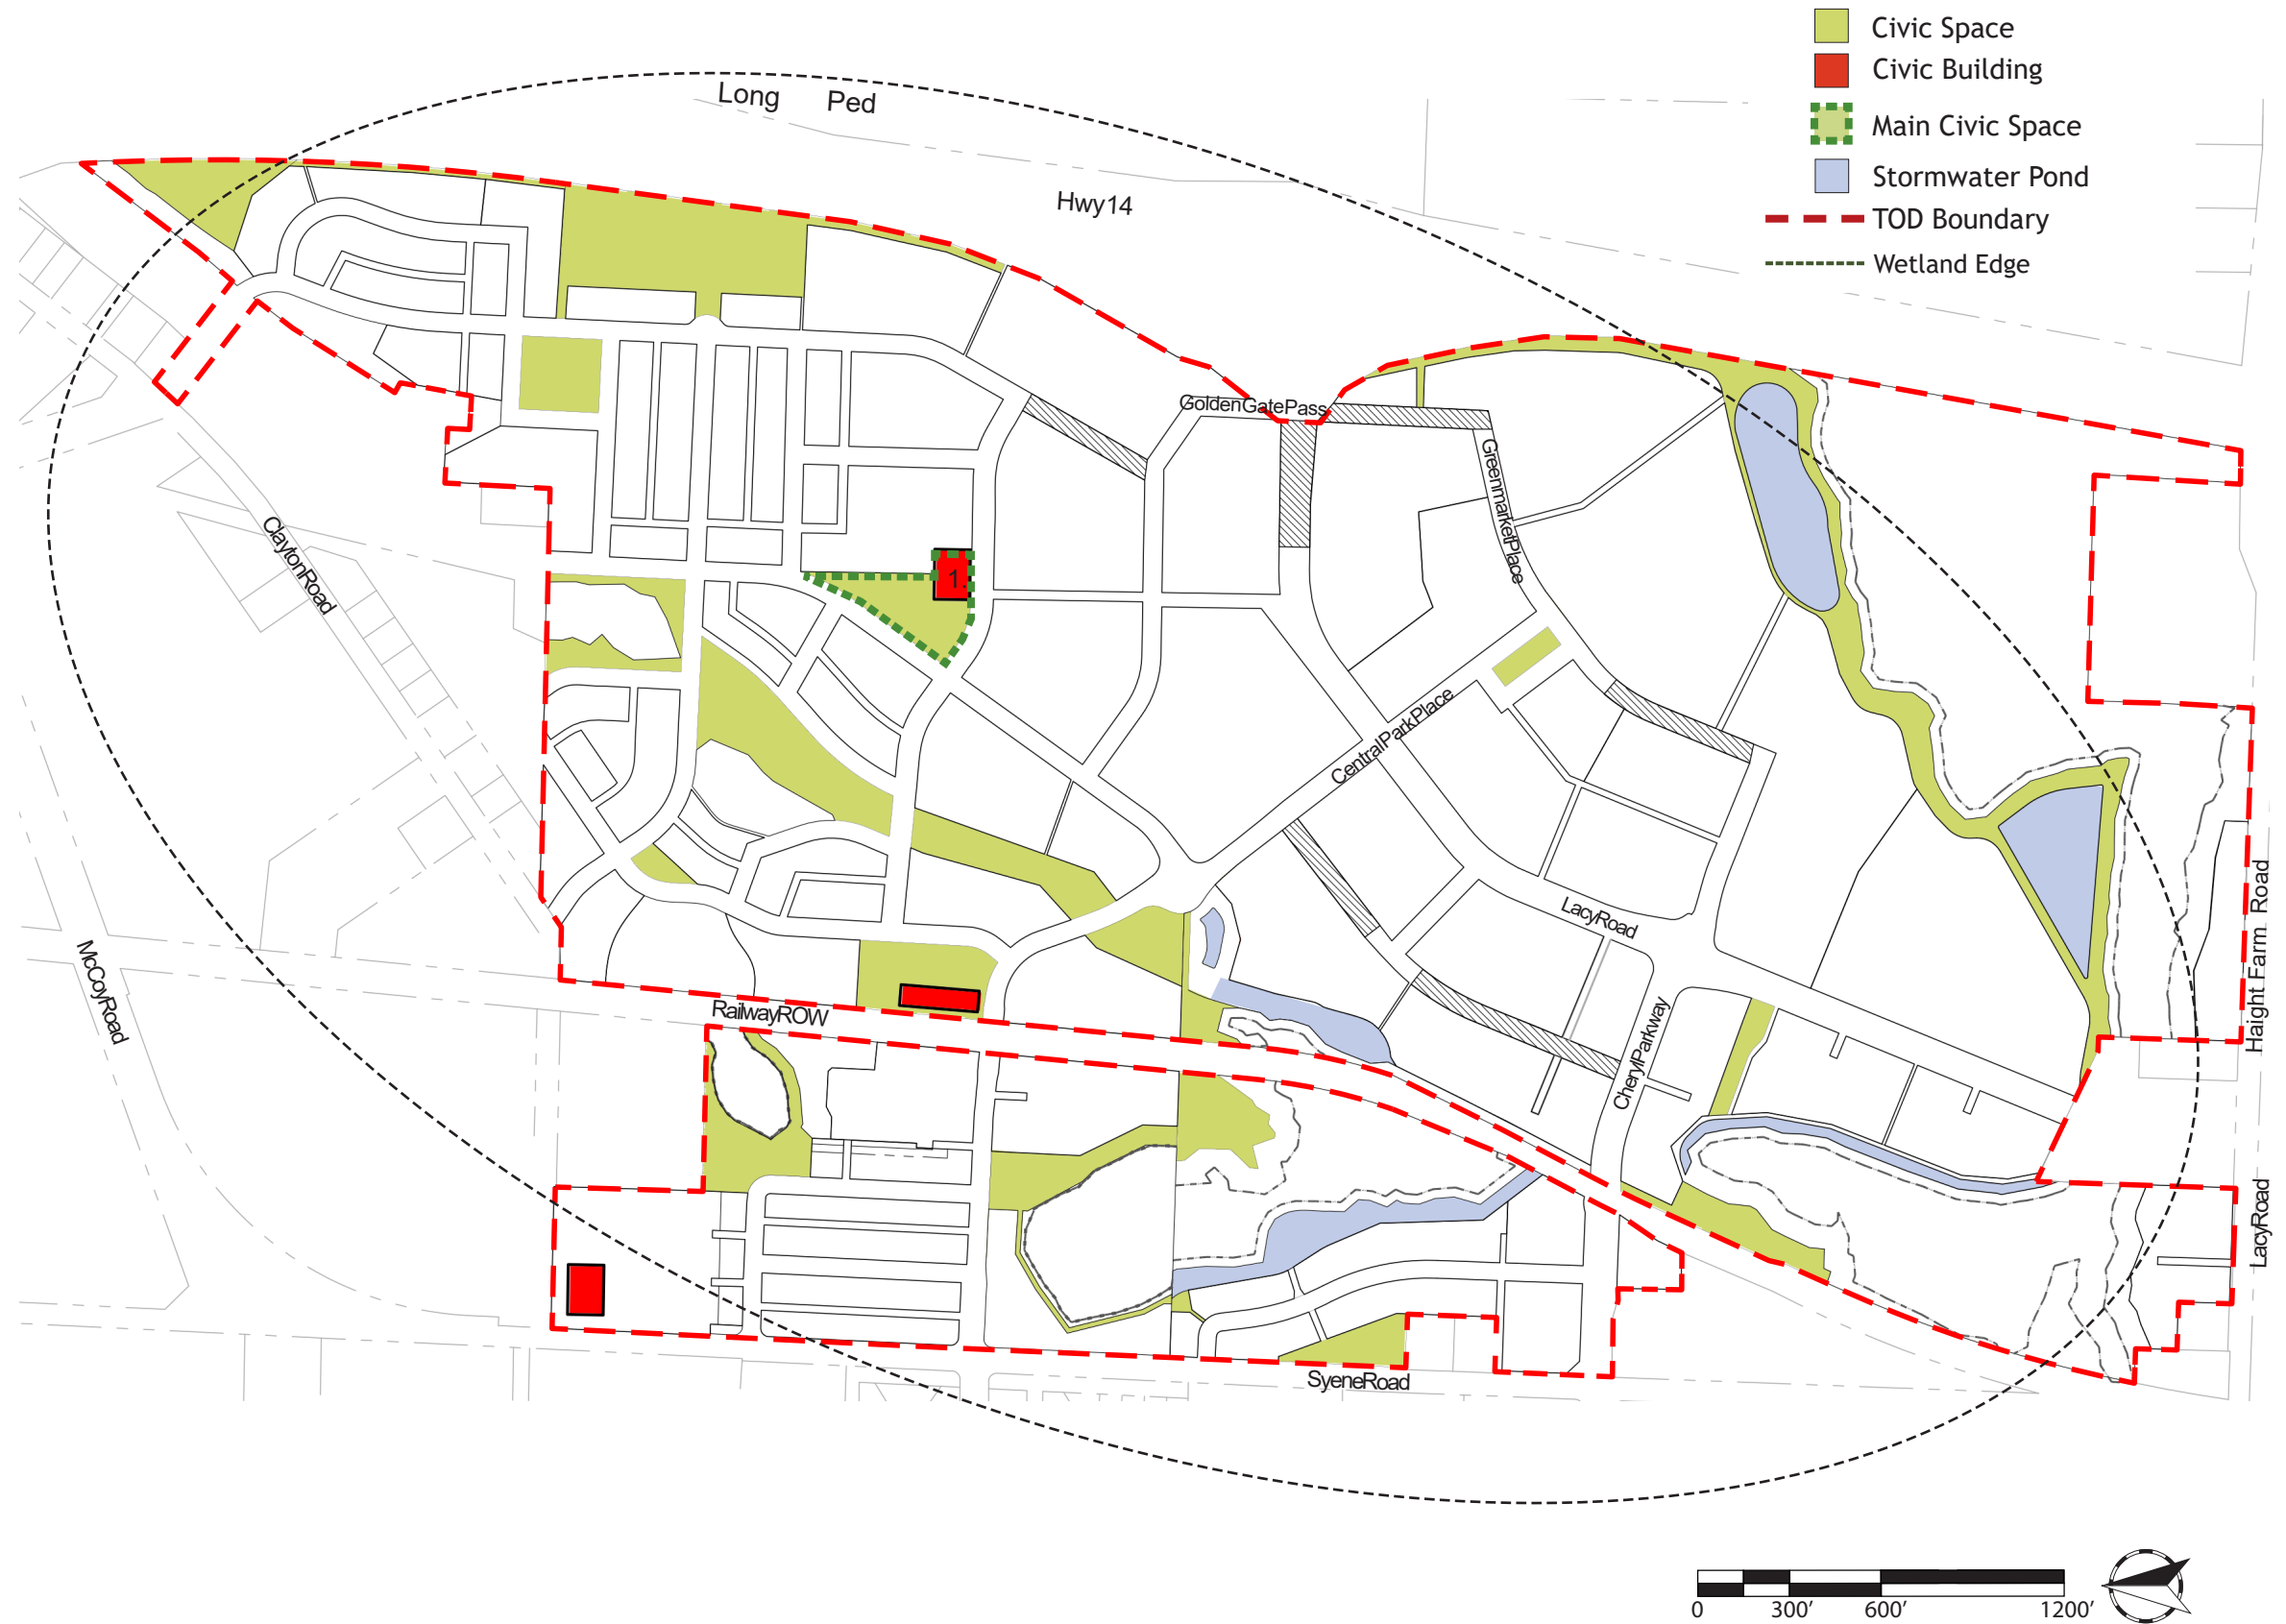 Civic Space
Civic Building
Main Civic Space
Stormwater Pond
TOD Boundary
Wetland Edge
Long Ped
Hwy14
GoldenGatePass
GreenmarketPlace
ClaytonRoad
1.
CentralParkPlace
LacyRoad
Haight Farm Road
McCoyRoad
RailwayROW
CherylParkway
LacyRoad
SyeneRoad
0 300’ 600’ 1200’